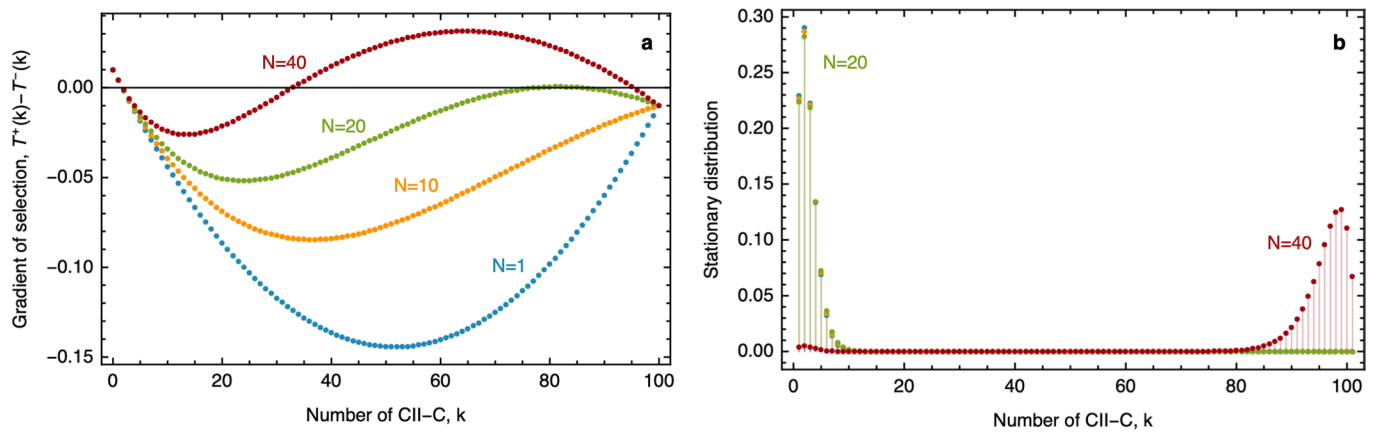 a
N=40
N=20
N=10
N=1
0.00
−0.05
−0.10
−0.15
0 20 40 60 80 100
Gradient of selection, T⁺(k)−T⁻(k)
Number of CII−C, k
b
N=20
N=40
0.30
0.25
0.20
0.15
0.10
0.05
0.00
0 20 40 60 80 100
Stationary distribution
Number of CII−C, k